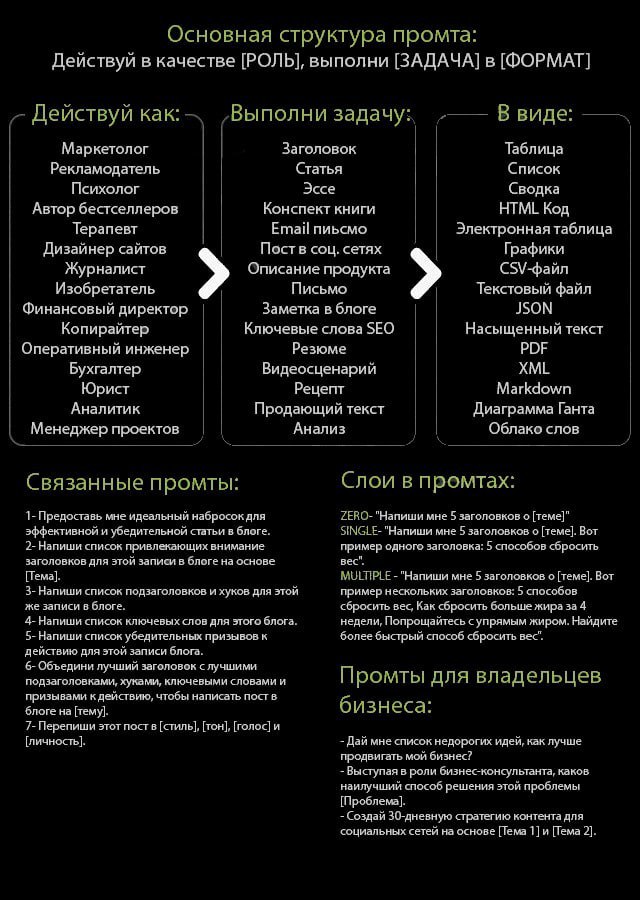 Основная структура промта:
Действуй в качестве [РОЛЬ], выполни [ЗАДАЧА] в [ФОРМАТ]
Действуй как:
Маркетолог
Рекламодатель
Психолог
Автор бестселлеров
Терапевт
Дизайнер сайтов
Журналист
Изобретатель
Финансовый директор
Копирайтер
Оперативный инженер
Бухгалтер
Юрист
Аналитик
Менеджер проектов
Выполни задачу:
Заголовок
Статья
Эссе
Конспект книги
Email пиьсмо
Пост в соц. сетях
Описание продукта
Письмо
Заметка в блоге
Ключевые слова SEO
Резюме
Видеосценарий
Рецепт
Продающий текст
Анализ
В виде:
Таблица
Список
Сводка
HTML Код
Электронная таблица
Графики
CSV-файл
Текстовый файл
JSON
Насыщенный текст
PDF
XML
Markdown
Диаграмма Ганта
Облако слов
Связанные промты:
1- Предоставь мне идеальный набросок для
эффективной и убедительной статьи в блоге.
2- Напиши список привлекающих внимание
заголовков для этой записи в блоге на основе
[Тема].
3- Напиши список подзаголовков и хуков для этой
же записи в блоге.
4- Напиши список ключевых слов для этого блога.
5- Напиши список убедительных призывов к
действию для этой записи блога.
6- Объедини лучший заголовок с лучшими
подзаголовками, хуками, ключевыми словами и
призывами к действию, чтобы написать пост в
блоге на [тему].
7- Перепиши этот пост в [стиль], [тон], [голос] и
[личность].
Слои в промтах:
ZERO- "Напиши мне 5 заголовков о [теме]"
SINGLE- "Напиши мне 5 заголовков о [теме]. Вот
пример одного заголовка: 5 способов сбросить
вес".
MULTIPLE - "Напиши мне 5 заголовков о [теме]. Вот
пример нескольких заголовков: 5 способов
сбросить вес, Как сбросить больше жира за 4
недели, Попрощайтесь с упрямым жиром. Найдите
более быстрый способ сбросить вес".
Промты для владельцев
бизнеса:
- Дай мне список недорогих идей, как лучше
продвигать мой бизнес?
- Выступая в роли бизнес-консультанта, каков
наилучший способ решения этой проблемы
[Проблема].
- Создай 30-дневную стратегию контента для
социальных сетей на основе [Тема 1] и [Тема 2].